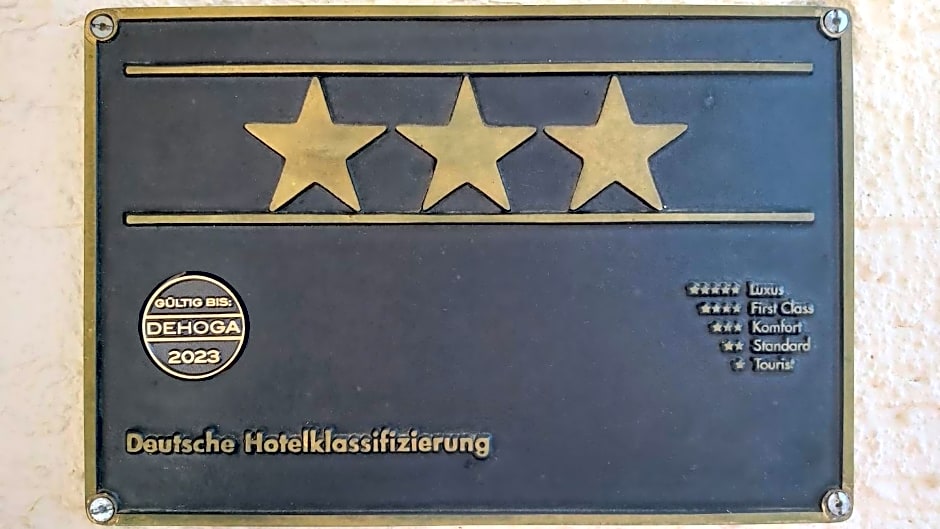 GÜLTIG BIS:
DEHOGA
2023
★★★★★ Luxus
★★★★ First Class
★★★ Komfort
★★ Standard
★ Tourist
Deutsche Hotelklassifizierung